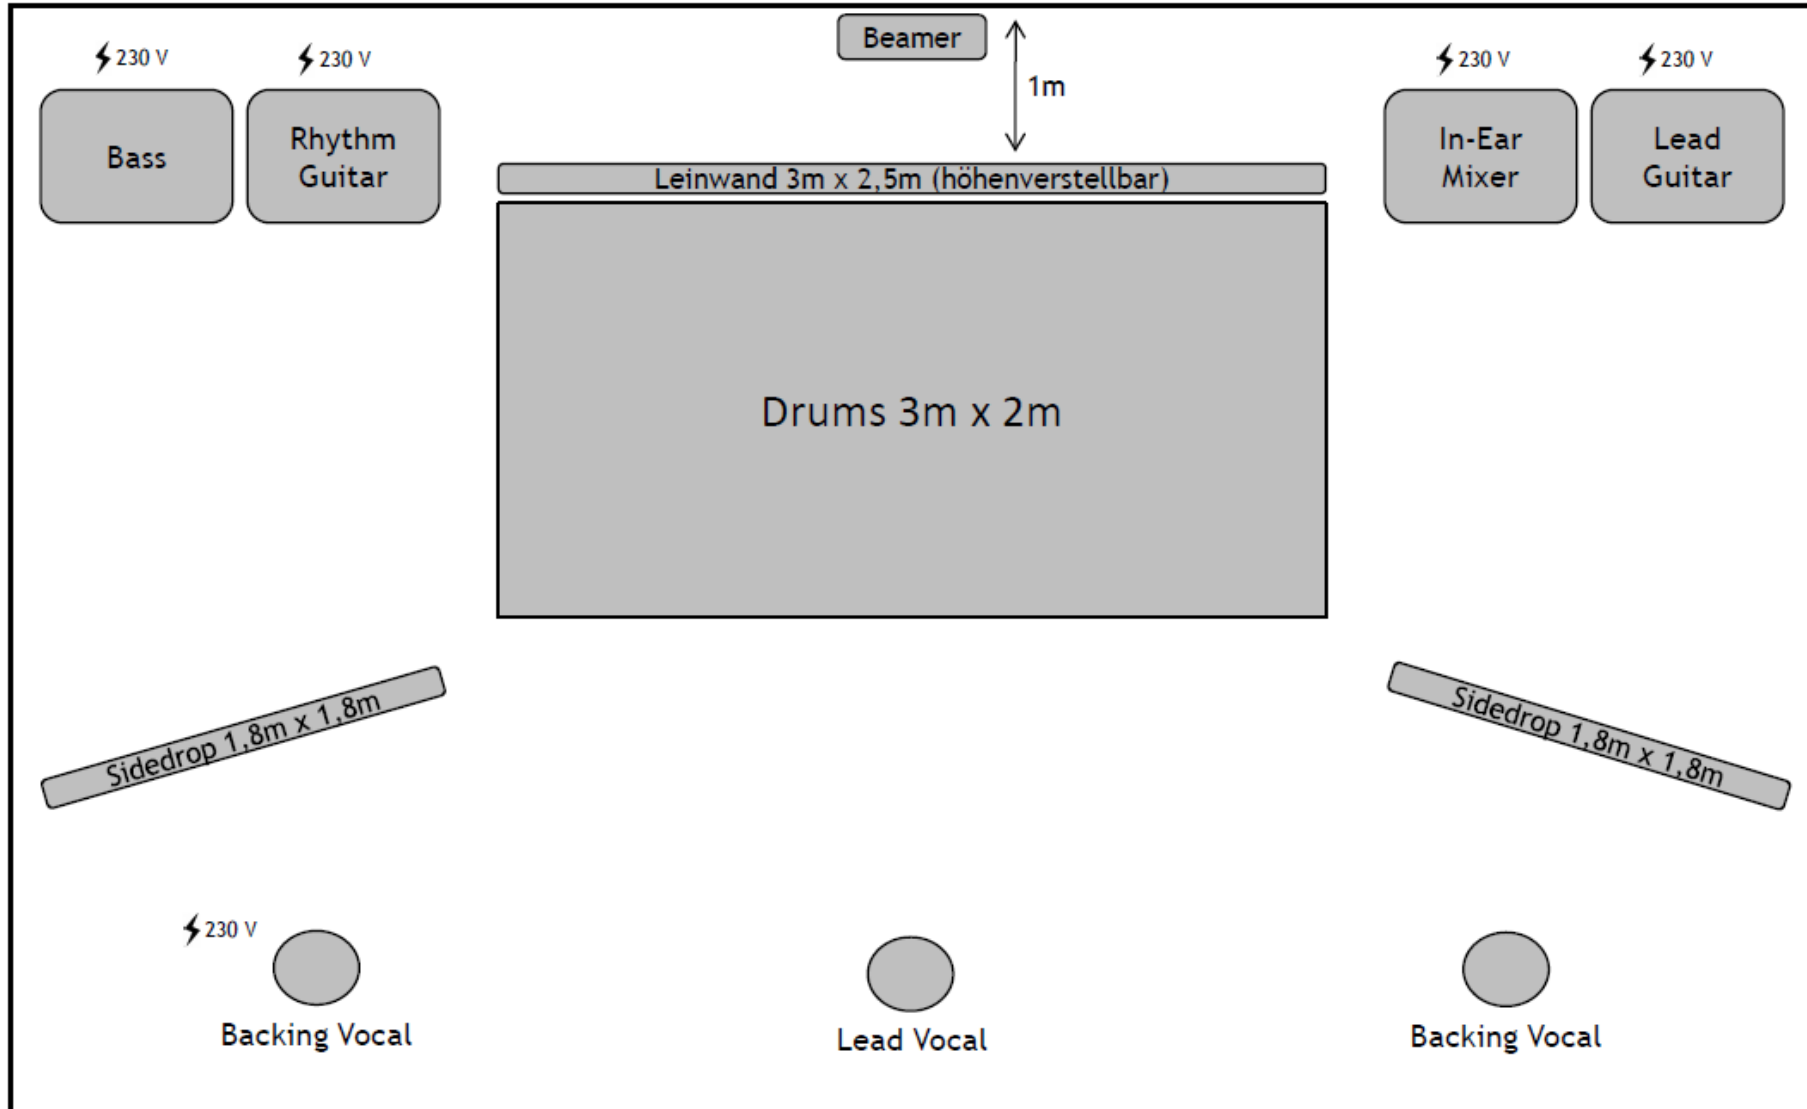 Beamer
230 V
230 V
230 V
230 V
1m
Bass
Rhythm
Guitar
In-Ear
Mixer
Lead
Guitar
Leinwand 3m x 2,5m (höhenverstellbar)
Drums 3m x 2m
Sidedrop 1,8m x 1,8m
Sidedrop 1,8m x 1,8m
230 V
Backing Vocal
Lead Vocal
Backing Vocal